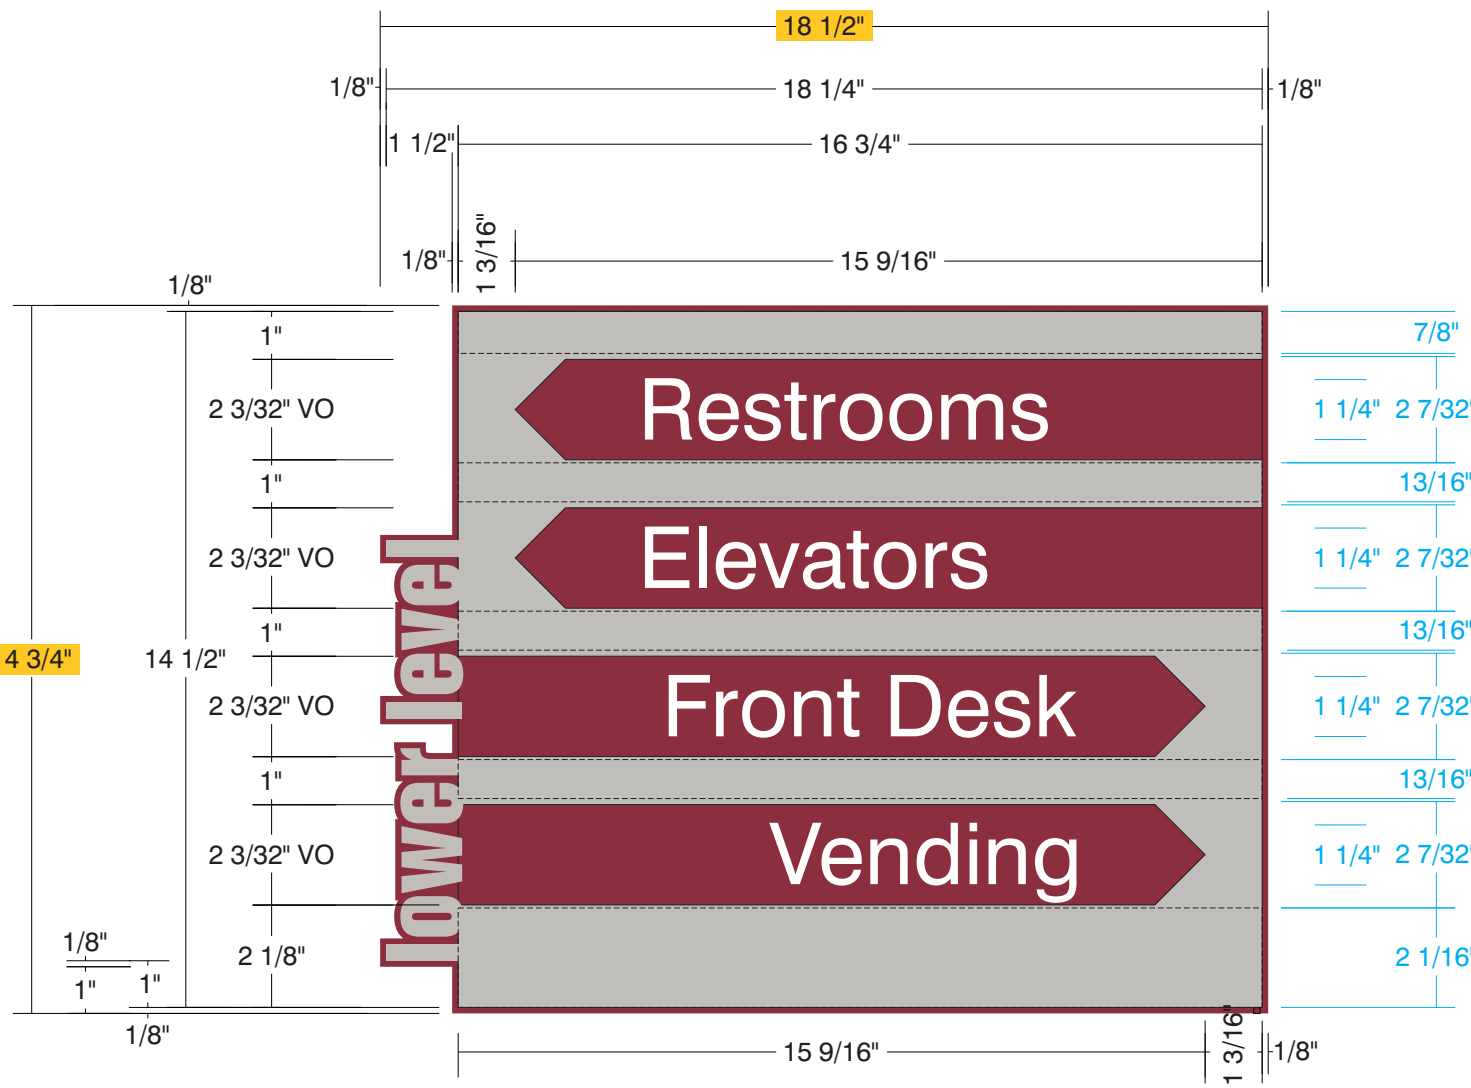 18 1/2"
1/8" 18 1/4" 1/8"
1 1/2" 16 3/4"
1/8" 1 3/16" 15 9/16"
1/8"
1" 7/8"
2 3/32" VO Restrooms 1 1/4" 2 7/32"
1" 13/16"
2 3/32" VO Elevators 1 1/4" 2 7/32"
1" 13/16"
4 3/4" 14 1/2"
lower level
2 3/32" VO Front Desk 1 1/4" 2 7/32"
1" 13/16"
2 3/32" VO Vending 1 1/4" 2 7/32"
1/8" 2 1/8" 2 1/16"
1" 1"
1/8" 15 9/16" 1 3/16" 1/8"